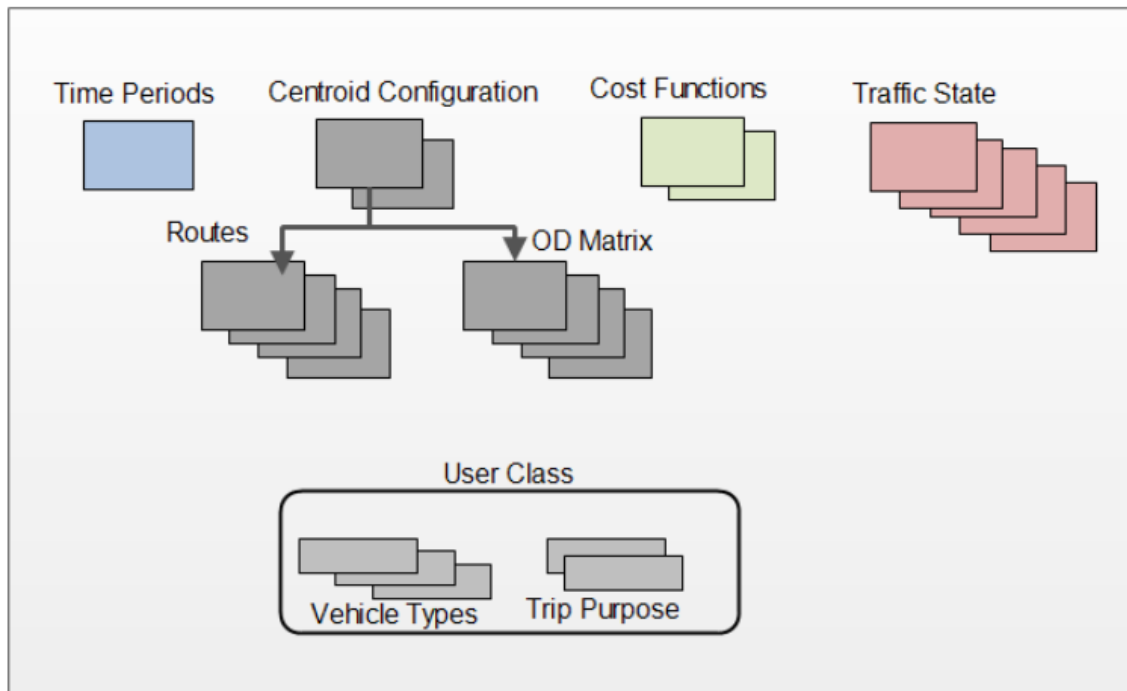 Time Periods
Centroid Configuration
Cost Functions
Traffic State
Routes
OD Matrix
User Class
Vehicle Types
Trip Purpose